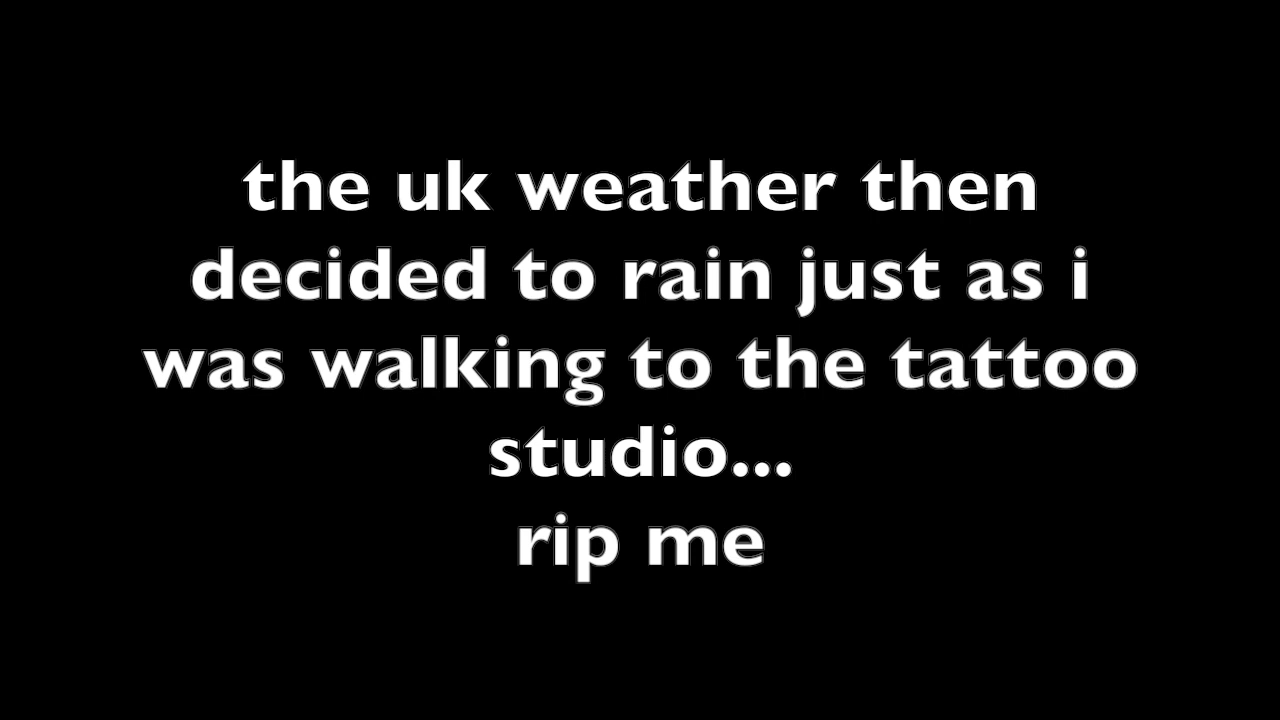 the uk weather then
decided to rain just as i
was walking to the tattoo
studio...
rip me